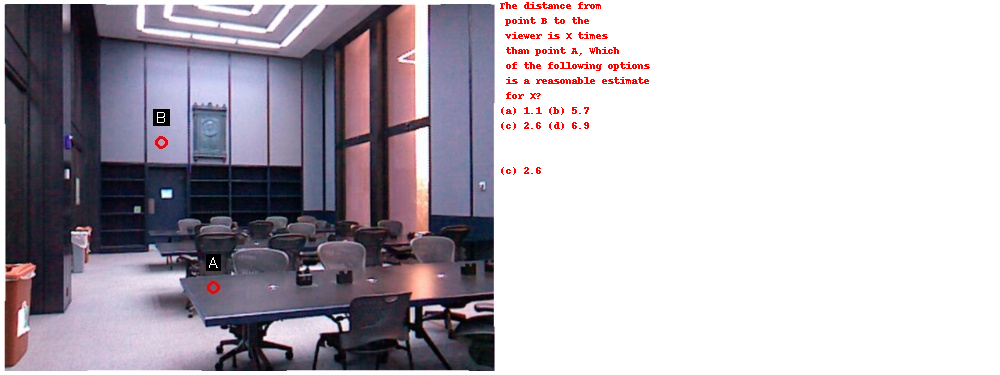 The distance from
point B to the
viewer is X times
than point A, Which
of the following options
is a reasonable estimate
for X?
(a) 1.1 (b) 5.7
(c) 2.6 (d) 6.9
(c) 2.6
B
A